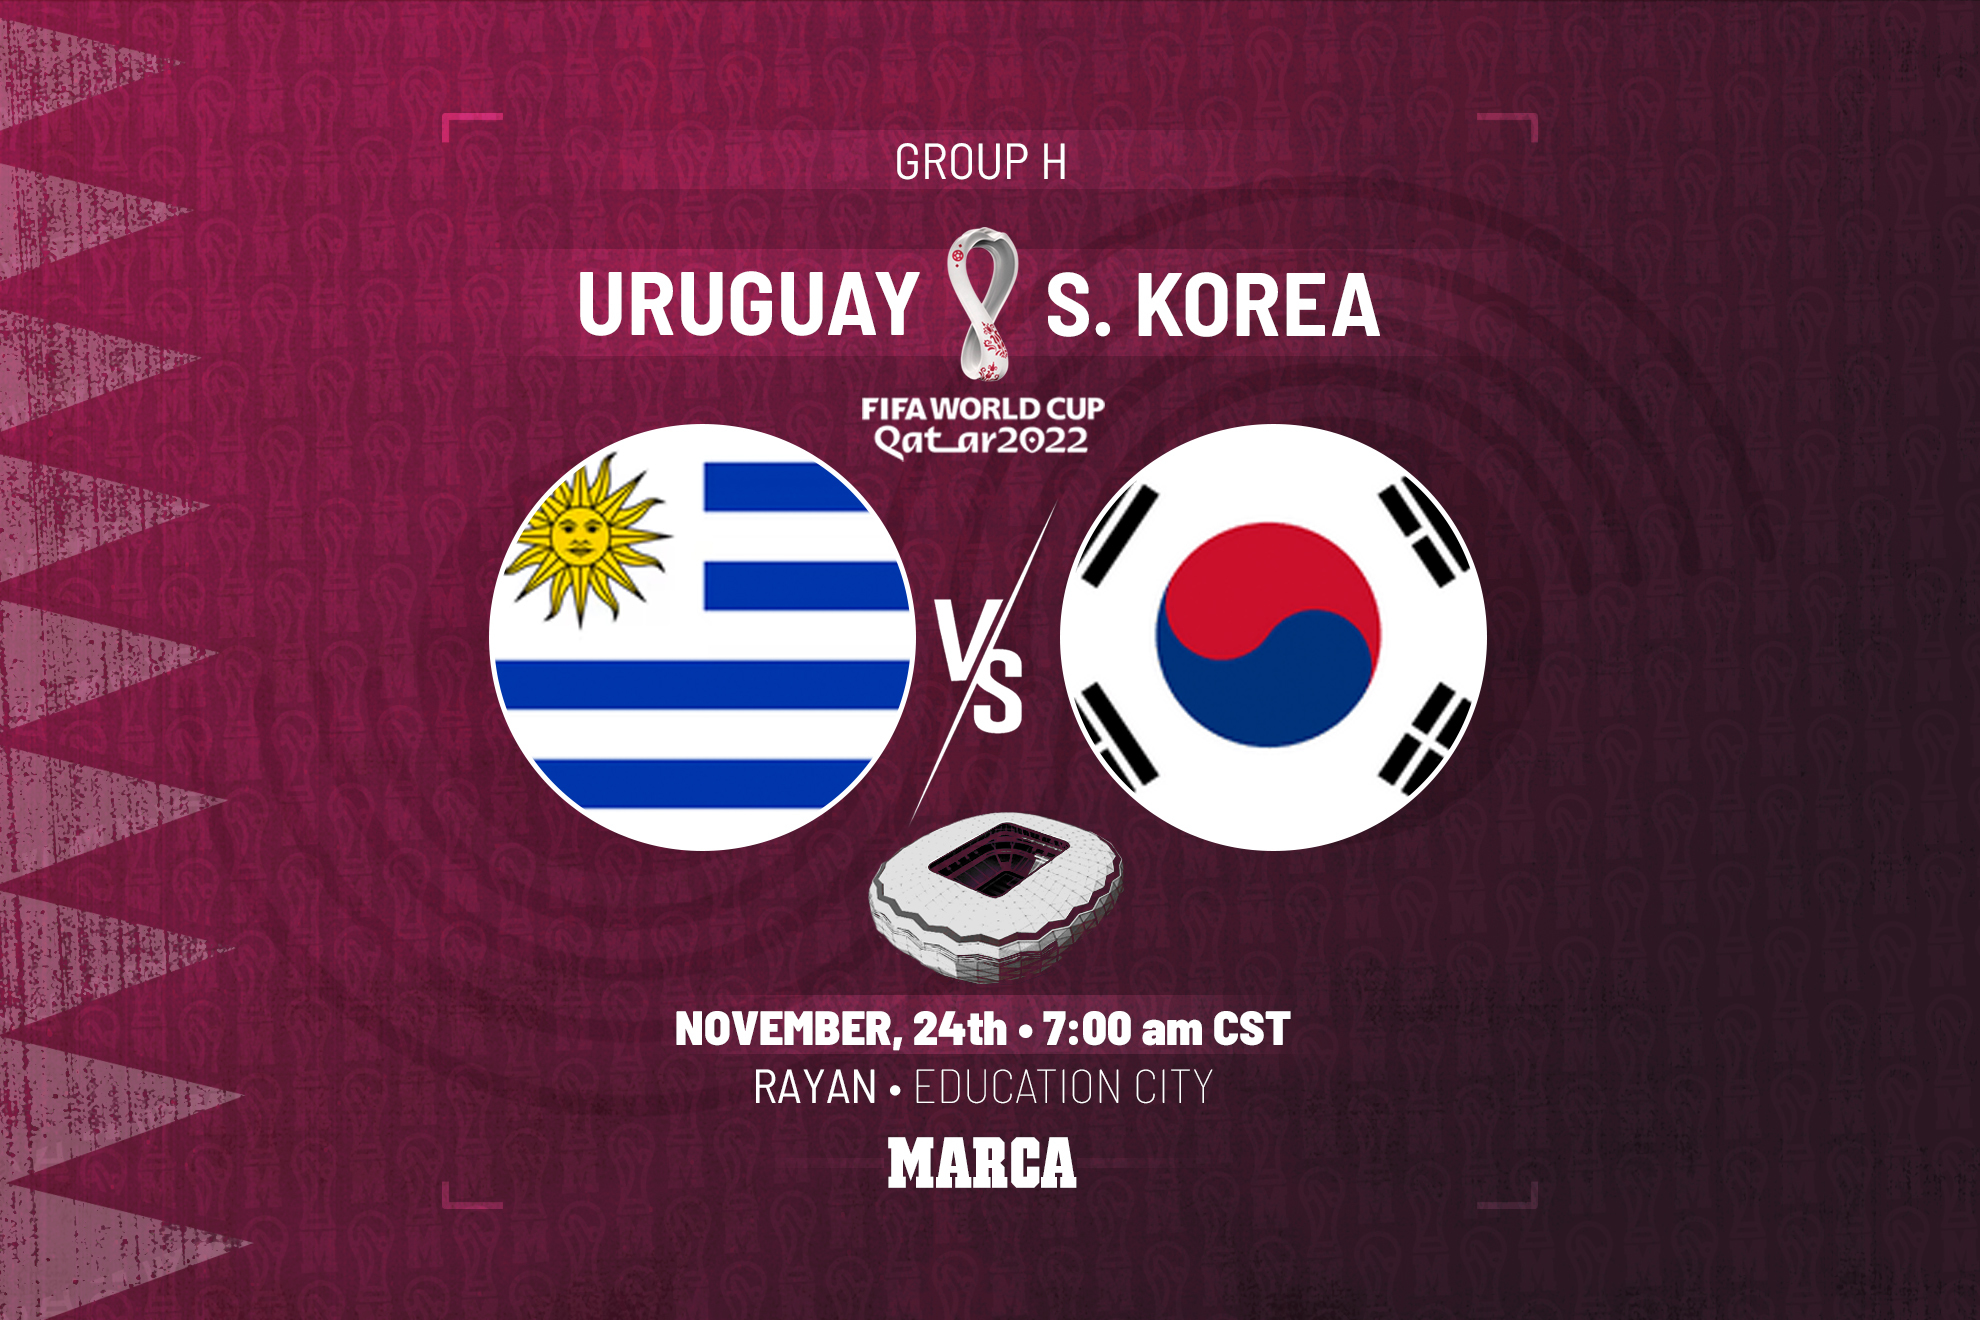 GROUP H
URUGUAY S. KOREA
FIFA WORLD CUP
Qatar2022
VS
NOVEMBER, 24th • 7:00 am CST
RAYAN • EDUCATION CITY
MARCA